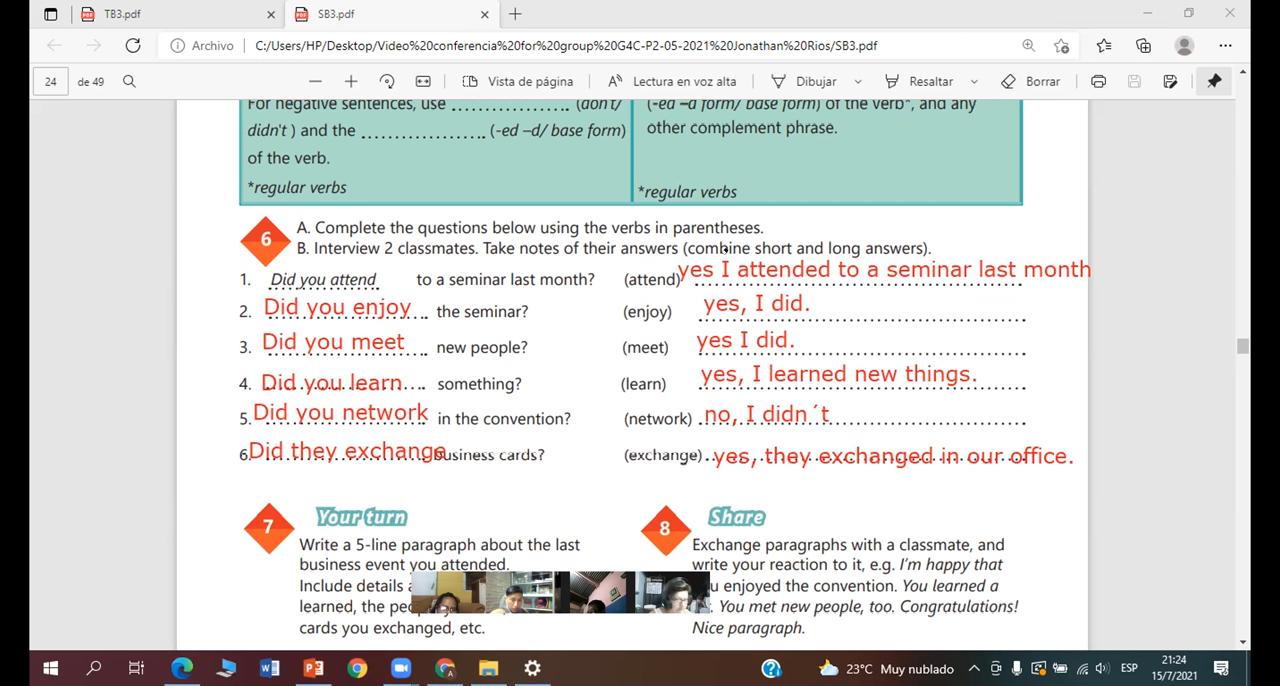 TB3.pdf
SB3.pdf
Archivo
C:/Users/HP/Desktop/Video%20conferencia%20for%20group%20G4C-P2-05-2021%20Jonathan%20Rios/SB3.pdf
24 de 49
Vista de página
Lectura en voz alta
Dibujar
Resaltar
Borrar
For negative sentences, use .................. (don't/
didn't ) and the .................... (-ed –d/ base form)
of the verb.
*regular verbs
(-ed –d form/ base form) of the verb*, and any
other complement phrase.
*regular verbs
6
A. Complete the questions below using the verbs in parentheses.
B. Interview 2 classmates. Take notes of their answers (combine short and long answers).
1. Did you attend to a seminar last month? (attend) yes I attended to a seminar last month
2. Did you enjoy the seminar? (enjoy) yes, I did.
3. Did you meet new people? (meet) yes I did.
4. Did you learn something? (learn) yes, I learned new things.
5. Did you network in the convention? (network) no, I didn´t
6. Did they exchange business cards? (exchange) yes, they exchanged in our office.
7 Your turn
Write a 5-line paragraph about the last
business event you attended.
Include details
learned, the
cards you exchanged, etc.
8 Share
Exchange paragraphs with a classmate, and
write your reaction to it, e.g. I'm happy that
enjoyed the convention. You learned a
You met new people, too. Congratulations!
Nice paragraph.
23°C Muy nublado
ESP
21:24
15/7/2021